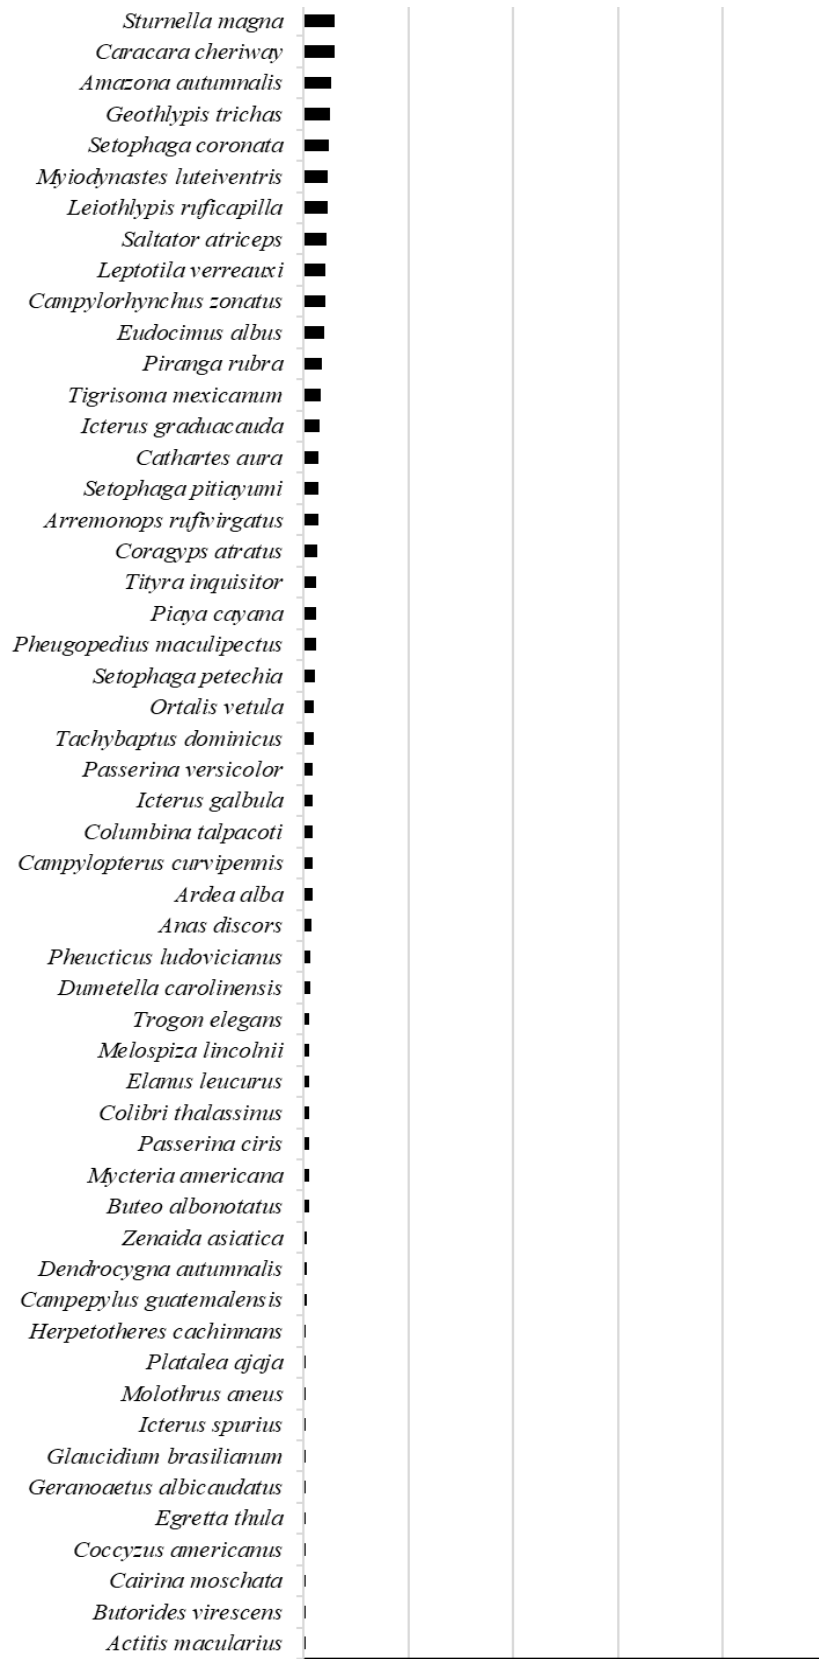 Sturnella magna
Caracara cheriway
Amazona autumnalis
Geothlypis trichas
Setophaga coronata
Myiodynastes luteiventris
Leiothlypis ruficapilla
Saltator atriceps
Leptotila verreauxi
Campylorhynchus zonatus
Eudocimus albus
Piranga rubra
Tigrisoma mexicanum
Icterus graduacauda
Cathartes aura
Setophaga pitiayumi
Arremonops rufivirgatus
Coragyps atratus
Tityra inquisitor
Piaya cayana
Pheugopedius maculipectus
Setophaga petechia
Ortalis vetula
Tachybaptus dominicus
Passerina versicolor
Icterus galbula
Columbina talpacoti
Campylopterus curvipennis
Ardea alba
Anas discors
Pheucticus ludovicianus
Dumetella carolinensis
Trogon elegans
Melospiza lincolnii
Elanus leucurus
Colibri thalassinus
Passerina ciris
Mycteria americana
Buteo albonotatus
Zenaida asiatica
Dendrocygna autumnalis
Campepylus guatemalensis
Herpetotheres cachinnans
Platalea ajaja
Molothrus aneus
Icterus spurius
Glaucidium brasilianum
Geranoaetus albicaudatus
Egretta thula
Coccyzus americanus
Cairina moschata
Butorides virescens
Actitis macularius